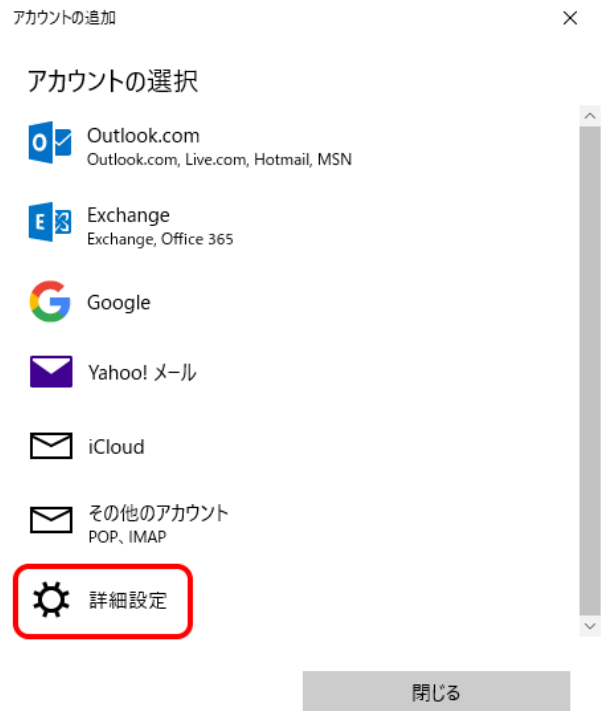 アカウントの追加
アカウントの選択
Outlook.com
Outlook.com, Live.com, Hotmail, MSN
Exchange
Exchange, Office 365
Google
Yahoo! メール
iCloud
その他のアカウント
POP、IMAP
詳細設定
閉じる